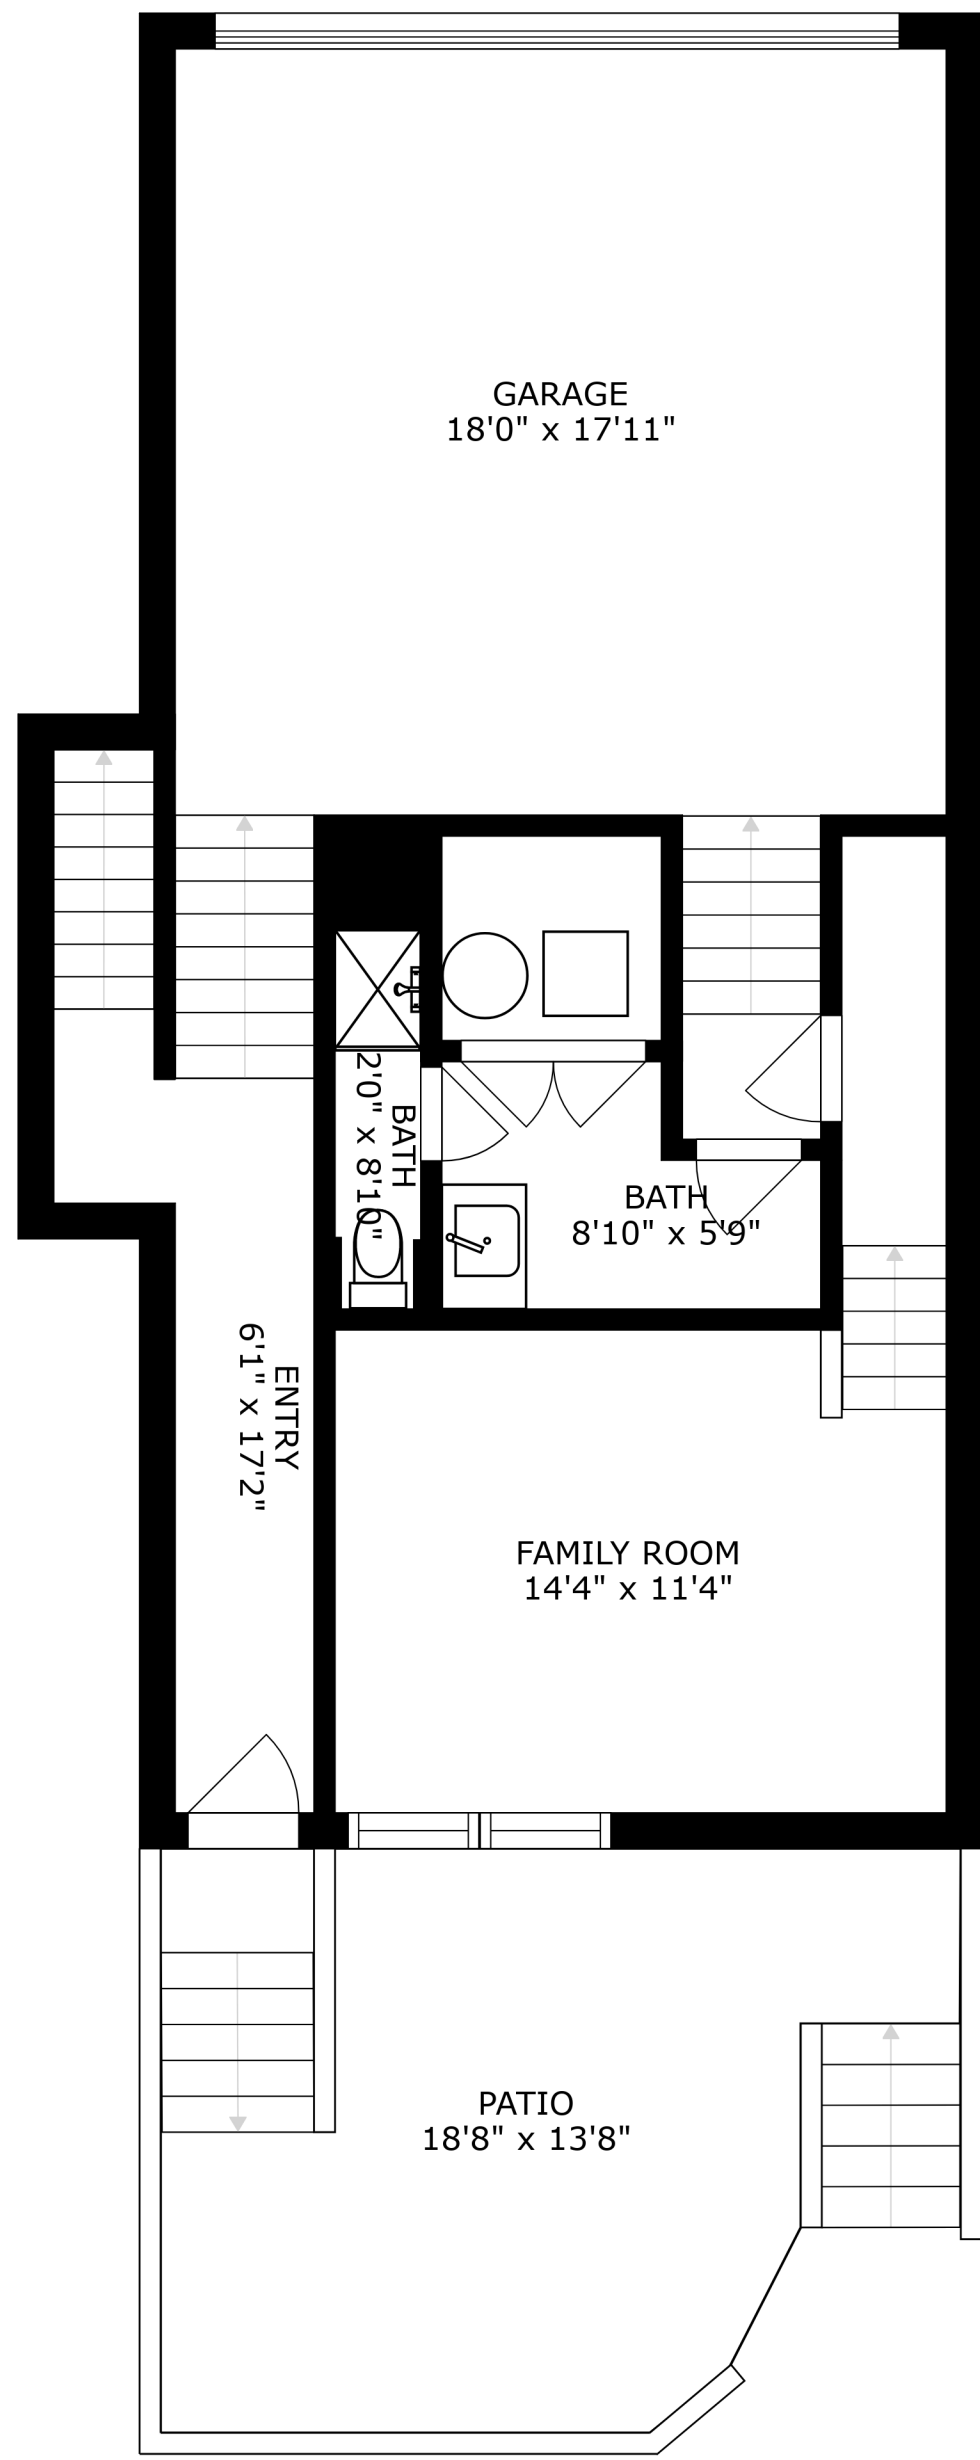 GARAGE
18'0" x 17'11"
BATH
2'0" x 8'10"
BATH
8'10" x 5'9"
ENTRY
6'1" x 17'2"
FAMILY ROOM
14'4" x 11'4"
PATIO
18'8" x 13'8"